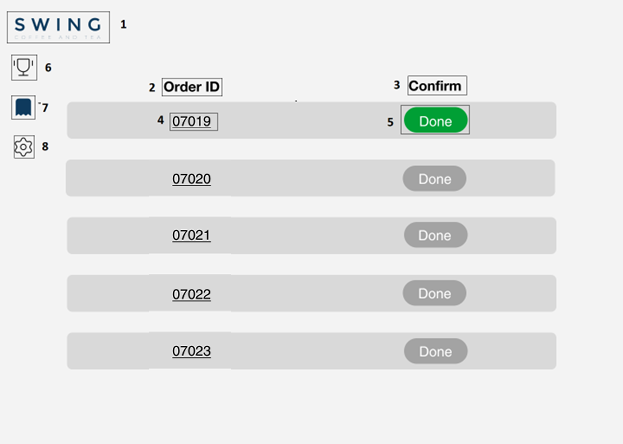 SWING 1
COFFEE AND TEA
6
2 Order ID 3 Confirm
7
4 07019 5 Done
8
07020 Done
07021 Done
07022 Done
07023 Done